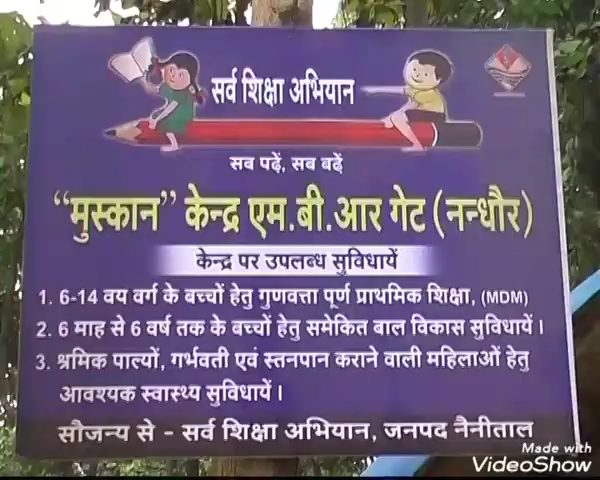 सर्व शिक्षा अभियान
सब पढ़ें, सब बढ़ें
“मुस्कान” केन्द्र एम.बी.आर गेट (नन्धौर)
केन्द्र पर उपलब्ध सुविधायें
1. 6-14 वय वर्ग के बच्चों हेतु गुणवत्ता पूर्ण प्राथमिक शिक्षा, (MDM)
2. 6 माह से 6 वर्ष तक के बच्चों हेतु समेकित बाल विकास सुविधायें।
3. श्रमिक पाल्यों, गर्भवती एवं स्तनपान कराने वाली महिलाओं हेतु
आवश्यक स्वास्थ्य सुविधायें।
सौजन्य से - सर्व शिक्षा अभियान, जनपद नैनीताल
Made with
VideoShow